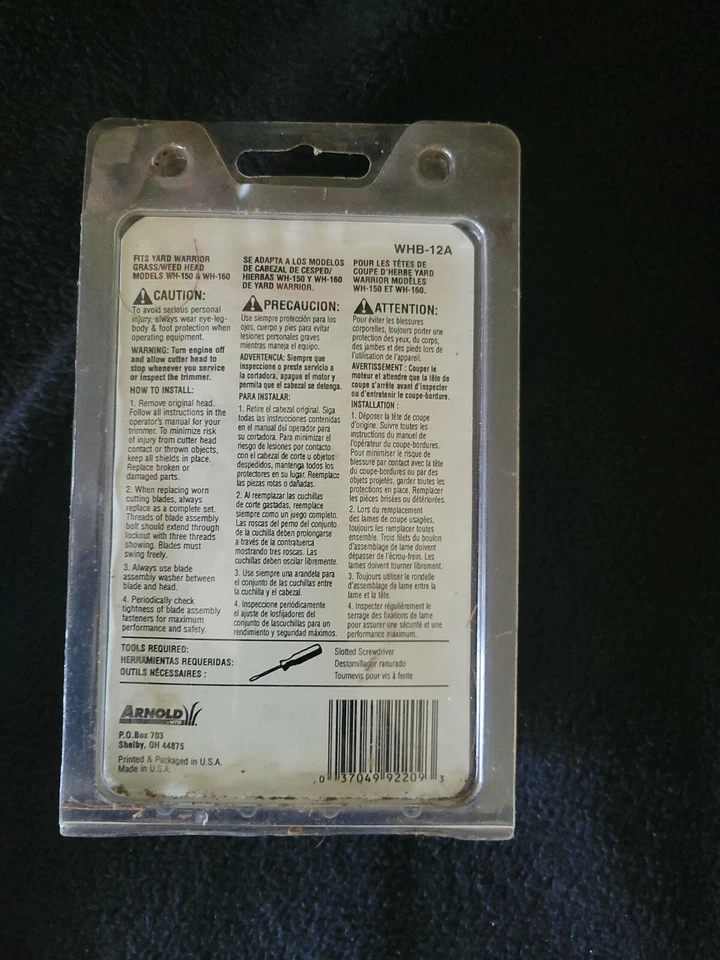 WHB-12A
FITS YARD WARRIOR
GRASS/WEED HEAD
MODELS WH-150 & WH-160
CAUTION:
To avoid serious personal
injury, always wear eye-leg-
body & foot protection when
operating equipment.
WARNING: Turn engine off
and allow cutter head to
stop whenever you service
or inspect the trimmer.
HOW TO INSTALL:
1. Remove original head.
Follow all instructions in the
operator's manual for your
trimmer. To minimize risk
of injury from cutter head
contact or thrown objects,
keep all shields in place.
Replace broken or
damaged parts.
2. When replacing worn
cutting blades, always
replace as a complete set.
Threads of blade assembly
bolt should extend through
locknut with three threads
showing. Blades must
swing freely.
3. Always use blade
assembly washer between
blade and head.
4. Periodically check
tightness of blade assembly
fasteners for maximum
performance and safety.
SE ADAPTA A LOS MODELOS
DE CABEZAL DE CESPED/
HIERBAS WH-150 Y WH-160
DE YARD WARRIOR.
PRECAUCION:
Use siempre protección para los
ojos, cuerpo y pies para evitar
lesiones personales graves
mientras maneja el equipo.
ADVERTENCIA: Siempre que
inspeccione o preste servicio a
la cortadora, apague el motor y
permita que el cabezal se detenga.
PARA INSTALAR:
1. Retire el cabezal original. Siga
todas las instrucciones contenidas
en el manual del operador para
su cortadora. Para minimizar el
riesgo de lesiones por contacto
con el cabezal de corte u objetos
despedidos, mantenga todos los
protectores en su lugar. Reemplace
las piezas rotas o dañadas.
2. Al reemplazar las cuchillas
de corte gastadas, reemplace
siempre como un juego completo.
Las roscas del perno del conjunto
de la cuchilla deben prolongarse
a través de la contratuerca
mostrando tres roscas. Las
cuchillas deben oscilar libremente.
3. Use siempre una arandela para
el conjunto de las cuchillas entre
la cuchilla y el cabezal.
4. Inspeccione periódicamente
el ajuste de losfijadores del
conjunto de lascuchillas para un
rendimiento y seguridad máximos.
POUR LES TÊTES DE
COUPE D'HERBE YARD
WARRIOR MODÈLES
WH-150 ET WH-160.
ATTENTION:
Pour éviter les blessures
corporelles, toujours porter une
protection des yeux, du corps,
des jambes et des pieds lors de
l'utilisation de l'appareil.
AVERTISSEMENT : Couper le
moteur et attendre que la tête de
coupe s'arrête avant d'inspecter
ou d'entretenir le coupe-bordure.
INSTALLATION :
1. Déposer la tête de coupe
d'origine. Suivre toutes les
instructions du manuel de
l'opérateur du coupe-bordures.
Pour minimiser le risque de
blessure par contact avec la tête
du coupe-bordures ou par des
objets projetés, garder toutes les
protections en place. Remplacer
les pièces brisées ou détériorées.
2. Lors du remplacement
des lames de coupe usagées,
toujours les remplacer toutes
ensemble. Trois filets du boulon
d'assemblage de lame doivent
dépasser de l'écrou-frein. Les
lames doivent tourner librement.
3. Toujours utiliser le rondelle
d'assemblage de lame entre la
lame et la tête.
4. Inspecter régulièrement le
serrage des fixations de lame
pour assurer une sécurité et une
performance maximum.
TOOLS REQUIRED:
HERRAMIENTAS REQUERIDAS:
OUTILS NÉCESSAIRES :
Slotted Screwdriver
Destornillador ranurado
Tournevis pour vis à fente
ARNOLD
P.O.Box 703
Shelby, OH 44875
Printed & Packaged in U.S.A.
Made in U.S.A.
0 37049 92209 3